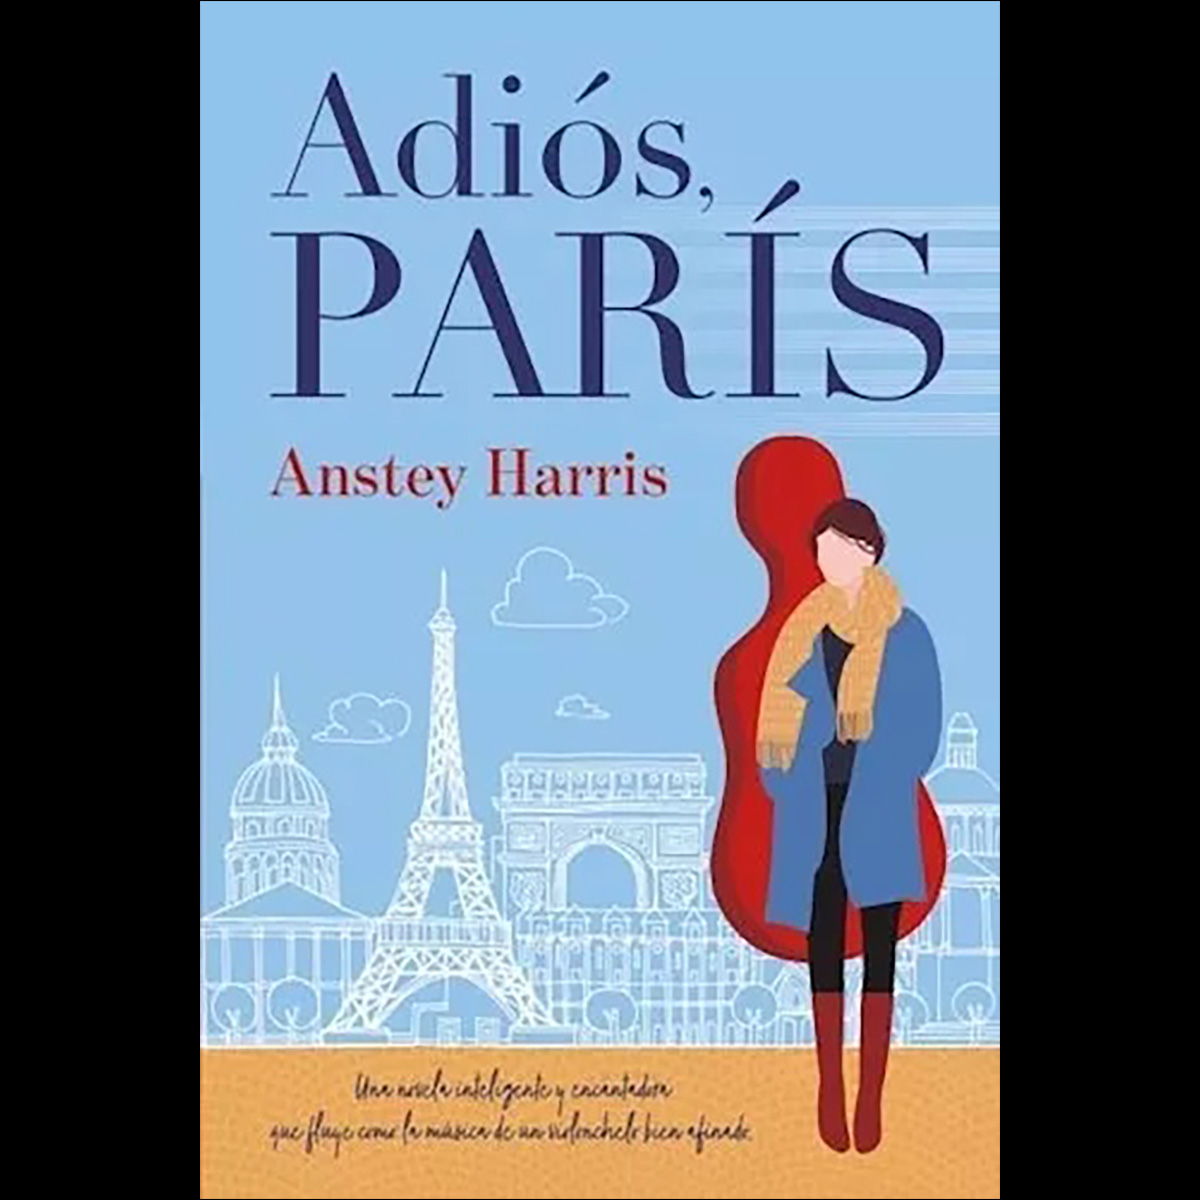 Adiós,
PARÍS
Anstey Harris
Una novela inteligente y encantadora
que fluye como la música de un violonchelo bien afinado.